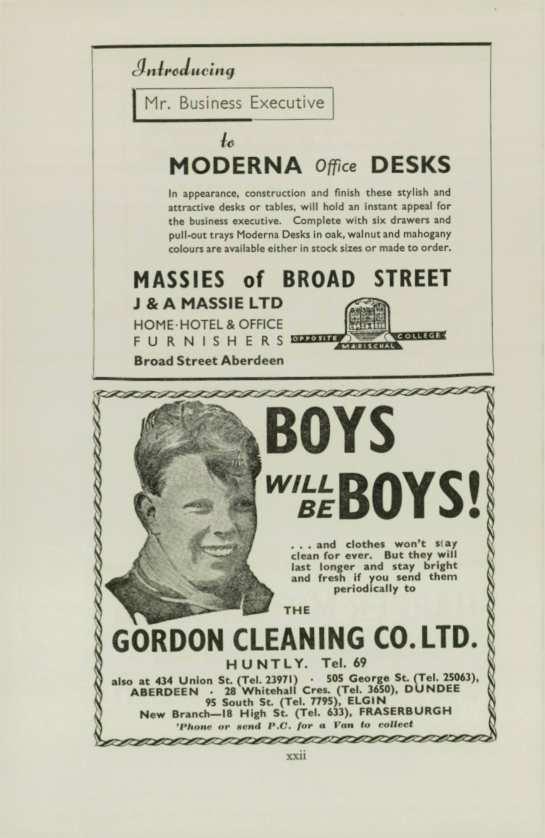 Introducing
Mr. Business Executive
to
MODERNA Office DESKS
In appearance, construction and finish these stylish and
attractive desks or tables, will hold an instant appeal for
the business executive. Complete with six drawers and
pull-out trays Moderna Desks in oak, walnut and mahogany
colours are available either in stock sizes or made to order.
MASSIES of BROAD STREET
J & A MASSIE LTD
HOME·HOTEL & OFFICE
FURNISHERS
OPPOSITE MARISCHAL COLLEGE
Broad Street Aberdeen
BOYS
WILL
BE BOYS!
. . . and clothes won't stay
clean for ever. But they will
last longer and stay bright
and fresh if you send them
periodically to
THE
GORDON CLEANING CO. LTD.
HUNTLY. Tel. 69
also at 434 Union St. (Tel. 23971) · 505 George St. (Tel. 25063),
ABERDEEN · 28 Whitehall Cres. (Tel. 3650), DUNDEE
95 South St. (Tel. 7795), ELGIN
New Branch—18 High St. (Tel. 633), FRASERBURGH
'Phone or send P.C. for a Van to collect
xxii